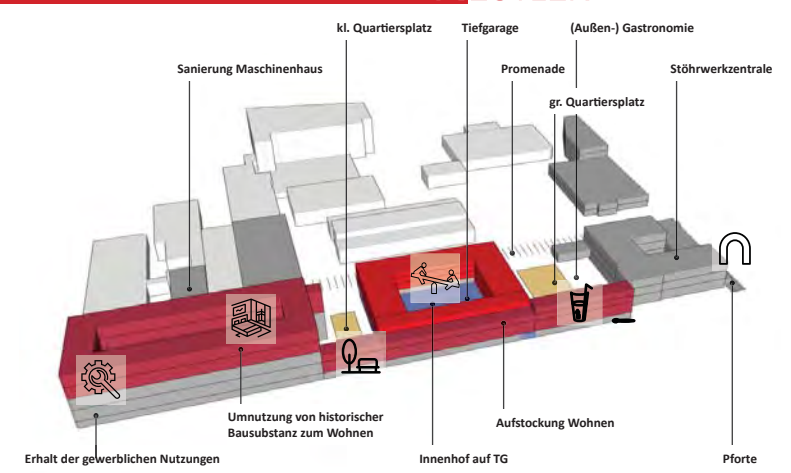 kl. Quartiersplatz
Tiefgarage
(Außen-) Gastronomie
Sanierung Maschinenhaus
Promenade
Stöhrwerkzentrale
gr. Quartiersplatz
Umnutzung von historischer
Bausubstanz zum Wohnen
Aufstockung Wohnen
Erhalt der gewerblichen Nutzungen
Innenhof auf TG
Pforte